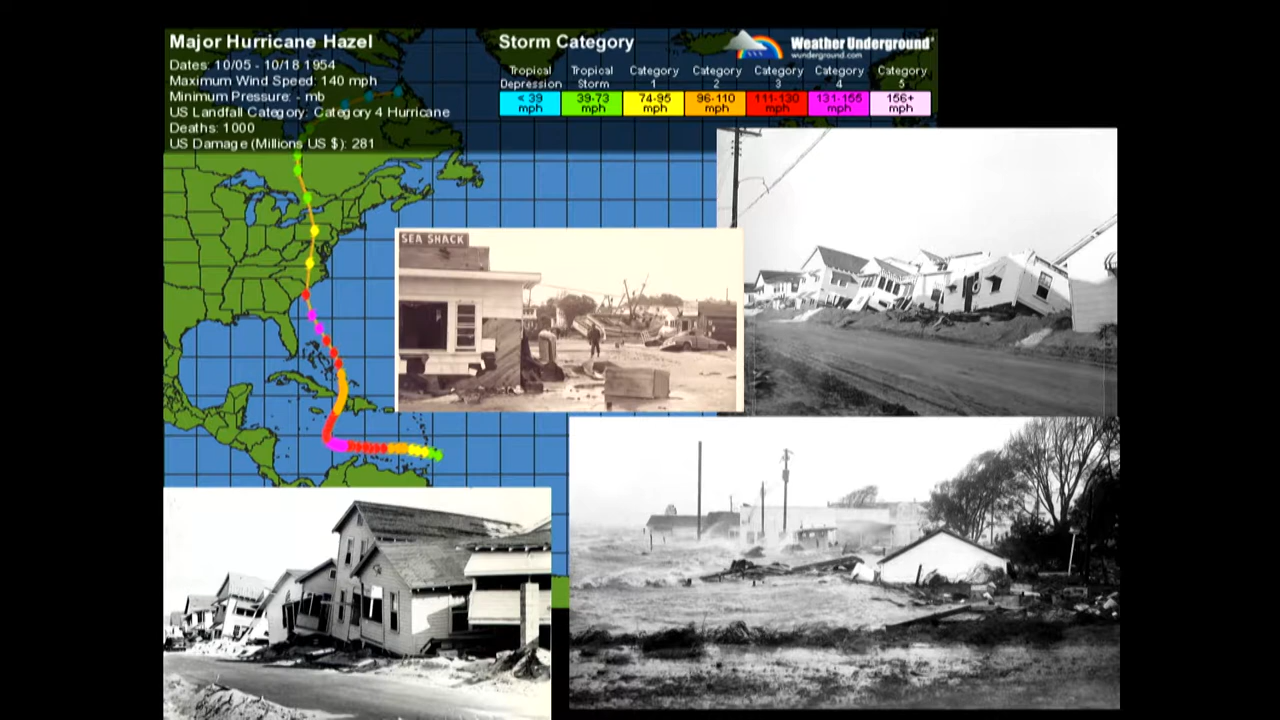 Major Hurricane Hazel
Dates: 10/05 - 10/18 1954
Maximum Wind Speed: 140 mph
Minimum Pressure: - mb
US Landfall Category: Category 4 Hurricane
Deaths: 1000
US Damage (Millions US $): 281
Storm Category
Weather Underground®
wunderground.com
Tropical Depression
Tropical Storm
Category 1
Category 2
Category 3
Category 4
Category 5
< 39 mph
39-73 mph
74-95 mph
96-110 mph
111-130 mph
131-155 mph
156+ mph
SEA SHACK